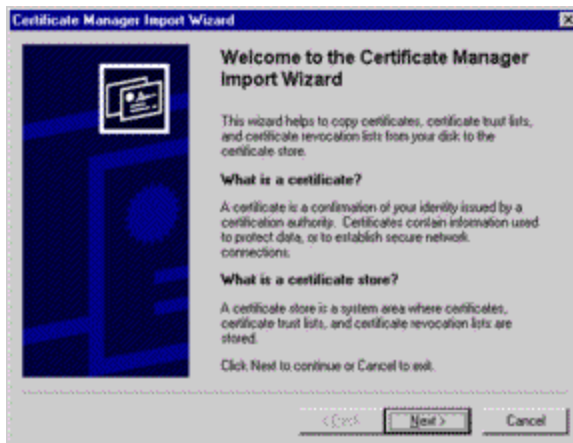 Certificate Manager Import Wizard
Welcome to the Certificate Manager
Import Wizard
This wizard helps to copy certificates, certificate trust lists,
and certificate revocation lists from your disk to the
certificate store.
What is a certificate?
A certificate is a confirmation of your identity issued by a
certification authority. Certificates contain information used
to protect data, or to establish secure network
connections.
What is a certificate store?
A certificate store is a system area where certificates,
certificate trust lists, and certificate revocation lists are
stored.
Click Next to continue or Cancel to exit.
< Back Next > Cancel